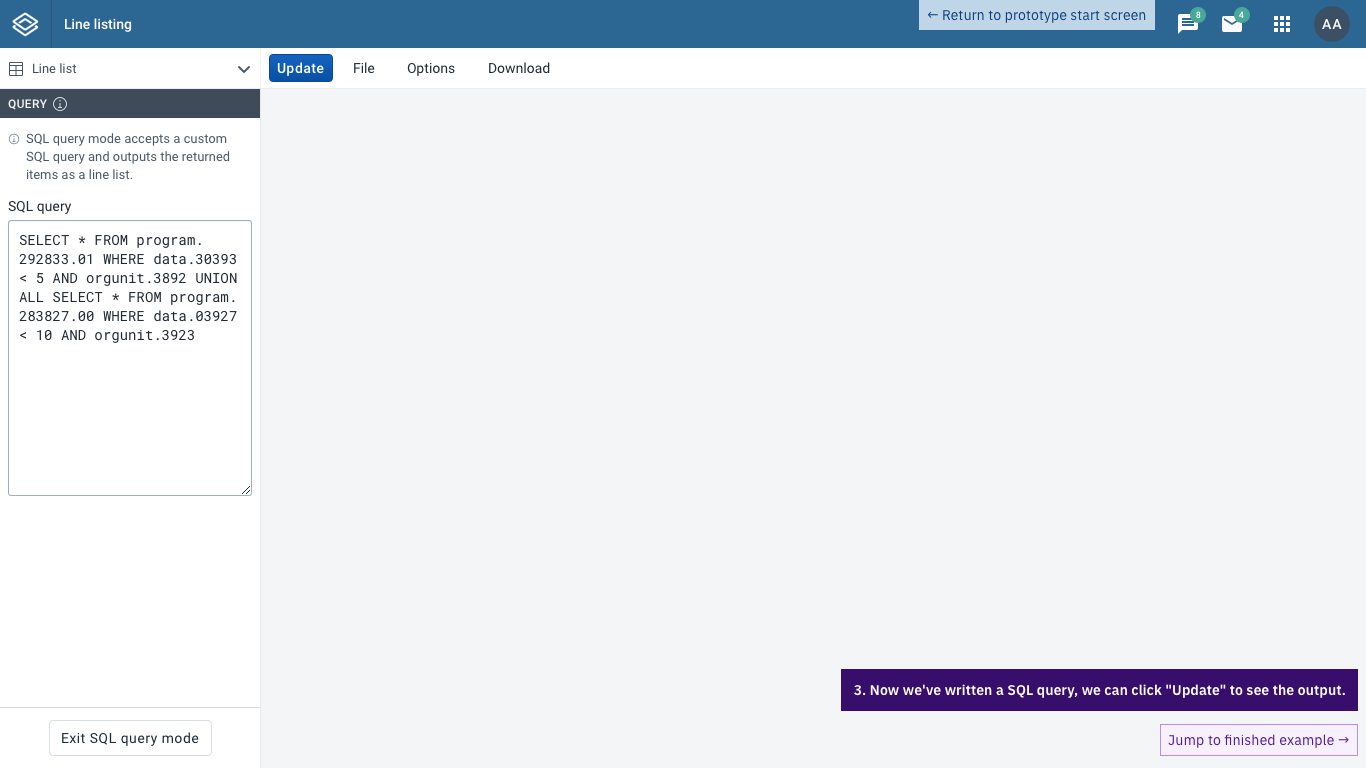 Line listing
← Return to prototype start screen
8
4
AA
Line list
Update
File
Options
Download
QUERY
SQL query mode accepts a custom
SQL query and outputs the returned
items as a line list.
SQL query
SELECT * FROM program.
292833.01 WHERE data.30393
< 5 AND orgunit.3892 UNION
ALL SELECT * FROM program.
283827.00 WHERE data.03927
< 10 AND orgunit.3923
3. Now we've written a SQL query, we can click "Update" to see the output.
Exit SQL query mode
Jump to finished example →